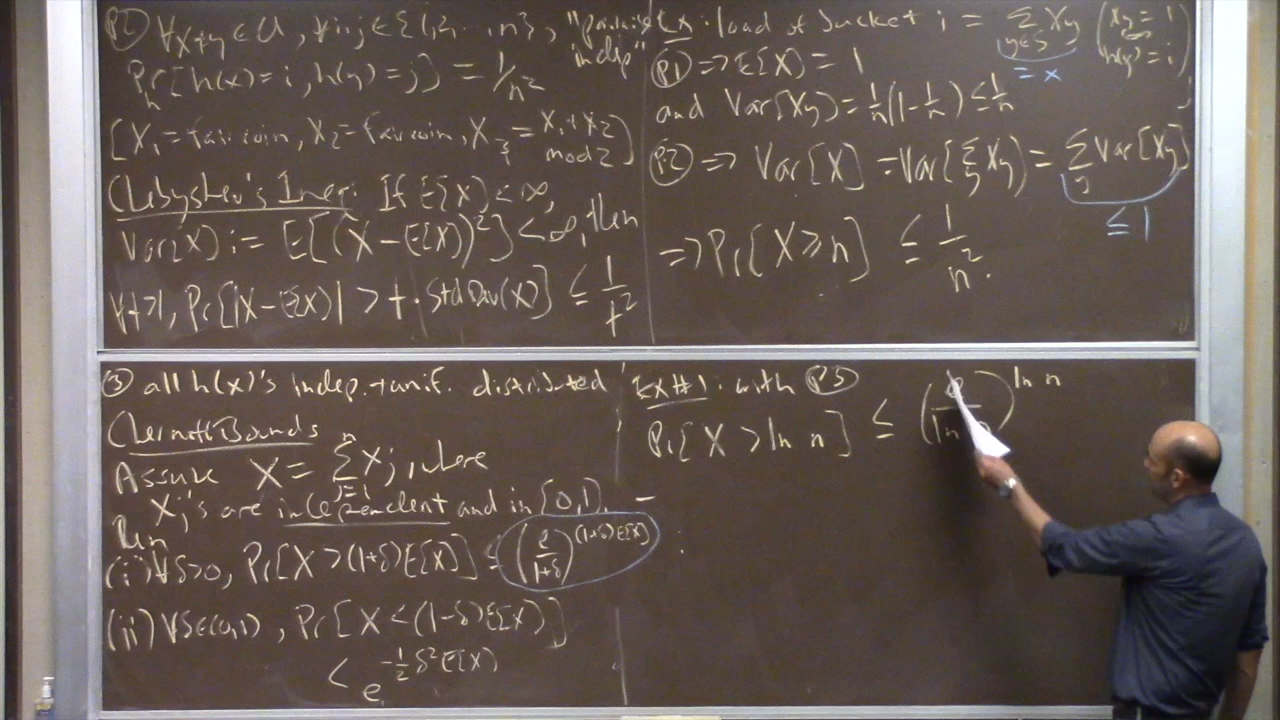 P2) ∀x≠y ∈ U, ∀i,j ∈ {1,2,...,n}, "pairwise indep"
Pr_h[h(x)=i, h(y)=j] = 1/n²
[X₁ = fair coin, X₂ = fair coin, X₃ = X₁+X₂ mod 2]
Chebyshev's Ineq: If E[X] < ∞,
Var(X) := E[(X - E[X])²] < ∞, then
∀t>1, Pr[|X - E[X]| > t · StdDev(X)] ≤ 1/t²
Ex: load of bucket i = Σ_{y∈S} X_y (X_y = 1 h(y)=i)
= X
(P1) ⇒ E[X] = 1
and Var[X_y] = 1/n(1 - 1/n) ≤ 1/n
(P2) ⇒ Var[X] = Var[Σ_y X_y] = Σ_y Var[X_y]
≤ 1
⇒ Pr[X ≥ n] ≤ 1/n².
③ all h(x)'s indep. + unif. distributed
Chernoff Bounds
Assume X = Σ_{j=1}^n X_j, where
X_j's are independent and in [0,1].
then
(i) ∀δ>0, Pr[X > (1+δ)E[X]] ≤ (e/(1+δ))^{(1+δ)E[X]}
(ii) ∀δ∈(0,1), Pr[X < (1-δ)E[X]]
< e^{-½ δ² E[X]}
Ex #1: with P3
Pr[X > ln n] ≤ (e/ln n)^{ln n}